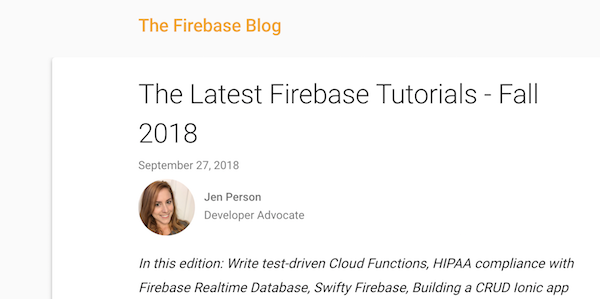 The Firebase Blog
The Latest Firebase Tutorials - Fall
2018
September 27, 2018
Jen Person
Developer Advocate
In this edition: Write test-driven Cloud Functions, HIPAA compliance with
Firebase Realtime Database, Swifty Firebase, Building a CRUD Ionic app